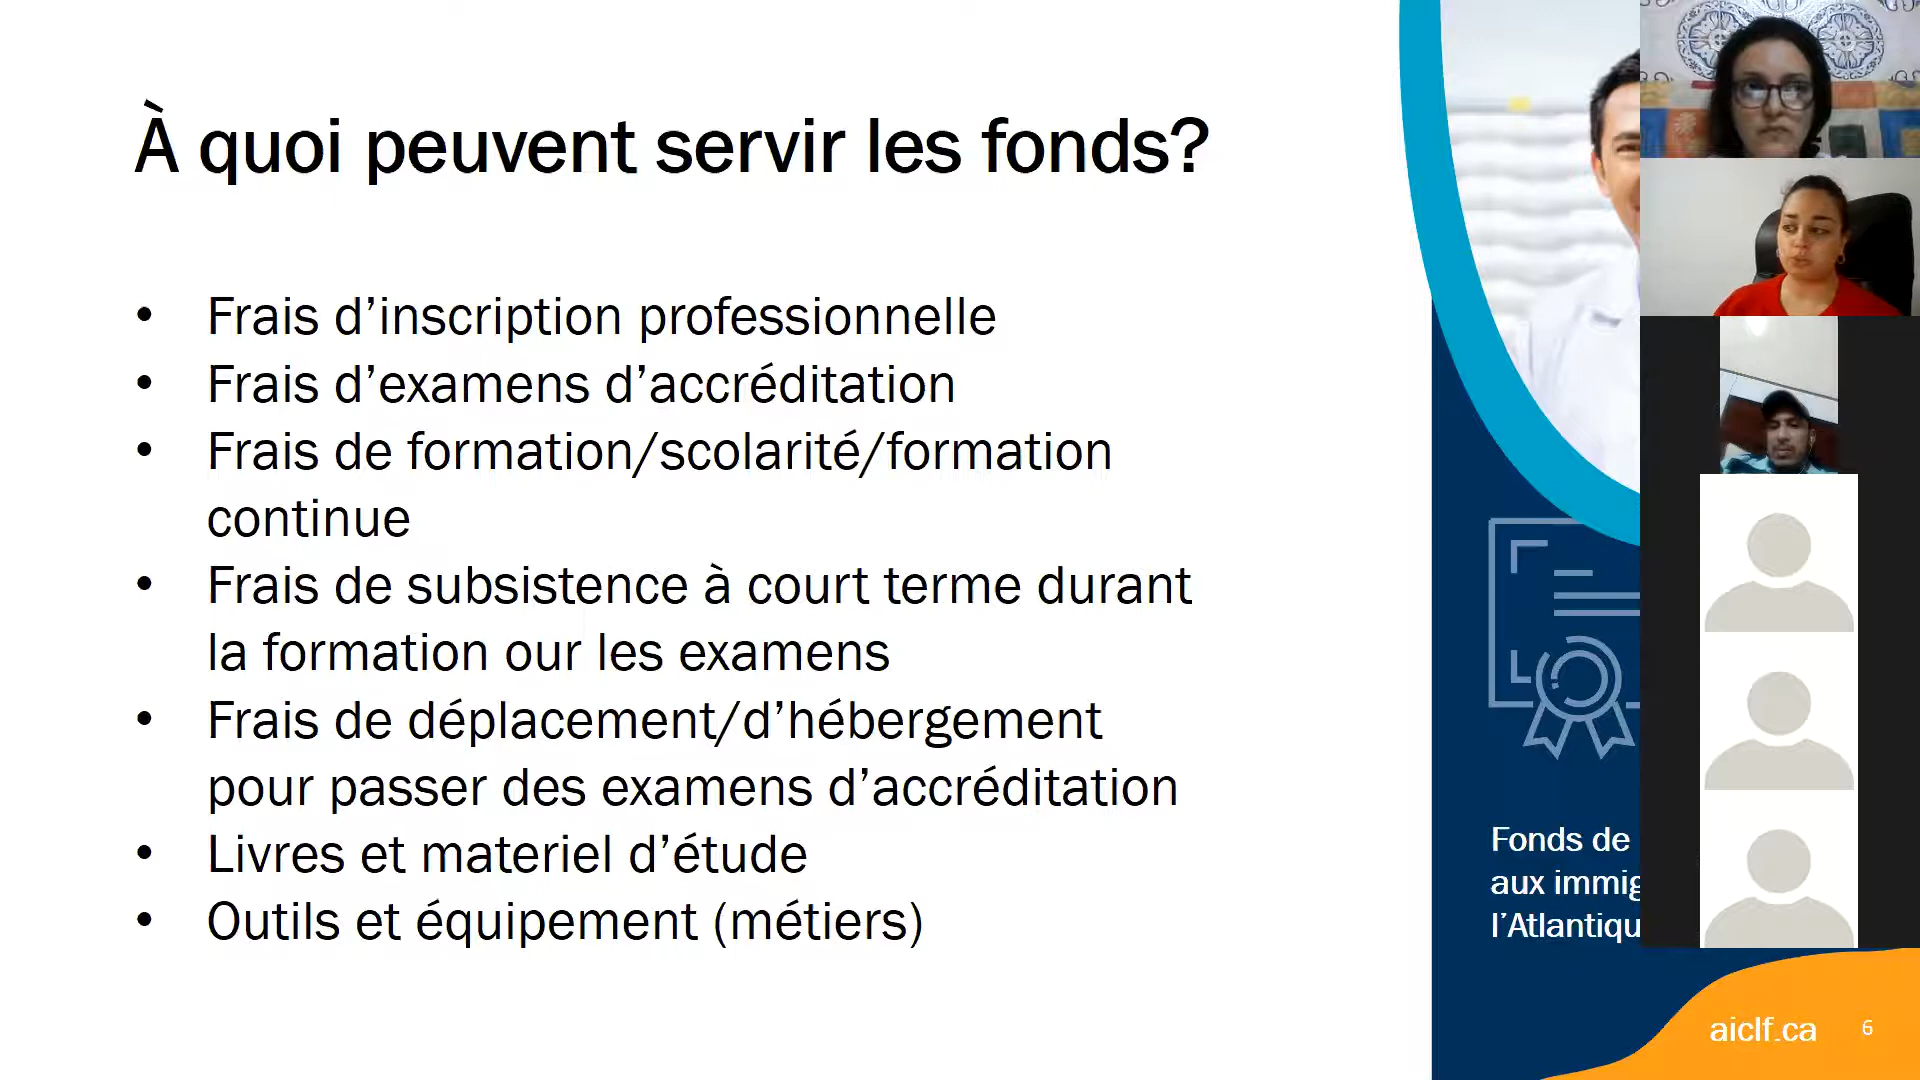 À quoi peuvent servir les fonds?
• Frais d’inscription professionnelle
• Frais d’examens d’accréditation
• Frais de formation/scolarité/formation
continue
• Frais de subsistence à court terme durant
la formation our les examens
• Frais de déplacement/d’hébergement
pour passer des examens d’accréditation
• Livres et materiel d’étude
• Outils et équipement (métiers)
Fonds de
aux
aiclf.ca 6